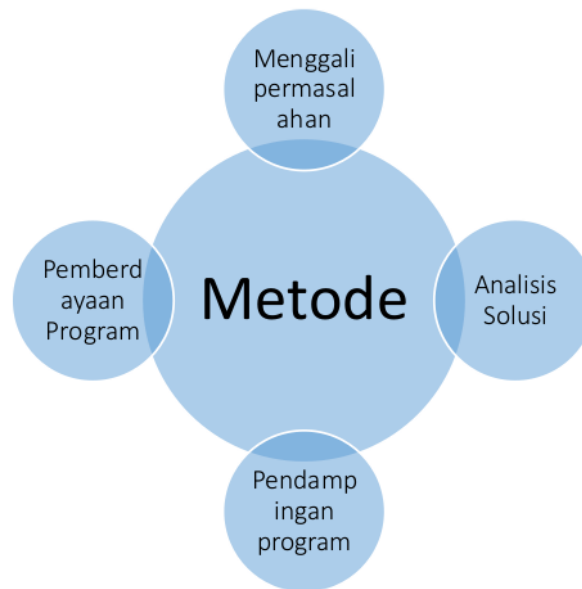 Menggali
permasal
ahan
Pemberd
ayaan
Program
Metode
Analisis
Solusi
Pendamp
ingan
program